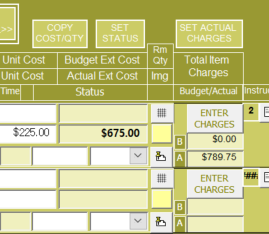 >>
COPY COST/QTY
SET STATUS
SET ACTUAL CHARGES
Unit Cost Budget Ext Cost Rm Qty Total Item Charges
Unit Cost Actual Ext Cost Img
Time Status Budget/Actual Instruc
ENTER CHARGES 2
$225.00 $675.00 B $0.00
A $789.75
ENTER CHARGES ##
B
A